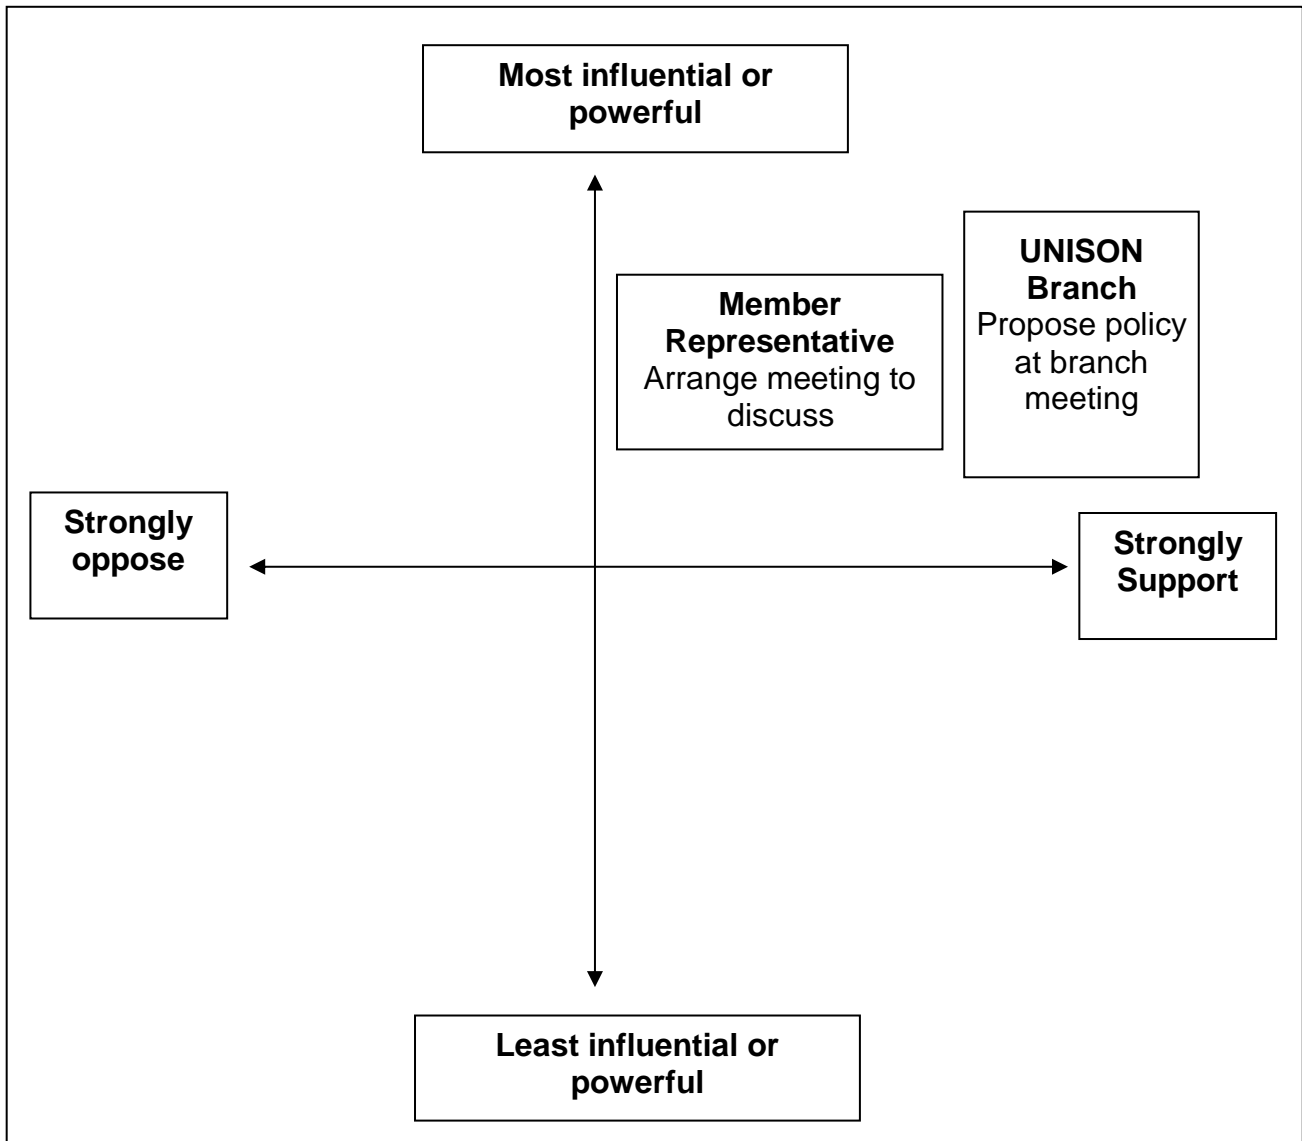 Most influential or
powerful
UNISON
Branch
Propose policy
at branch
meeting
Member
Representative
Arrange meeting to
discuss
Strongly
oppose
Strongly
Support
Least influential or
powerful